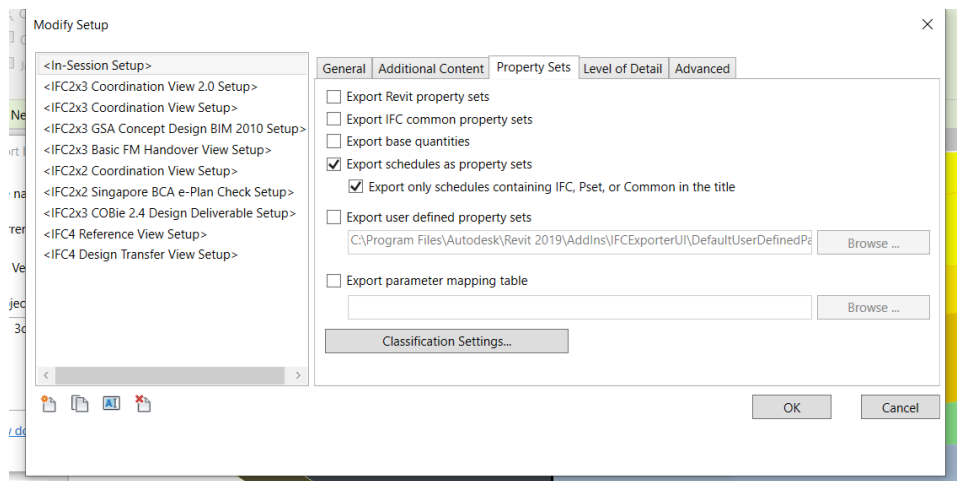 Modify Setup
<In-Session Setup>
<IFC2x3 Coordination View 2.0 Setup>
<IFC2x3 Coordination View Setup>
<IFC2x3 GSA Concept Design BIM 2010 Setup>
<IFC2x3 Basic FM Handover View Setup>
<IFC2x2 Coordination View Setup>
<IFC2x2 Singapore BCA e-Plan Check Setup>
<IFC2x3 COBie 2.4 Design Deliverable Setup>
<IFC4 Reference View Setup>
<IFC4 Design Transfer View Setup>
General Additional Content Property Sets Level of Detail Advanced
Export Revit property sets
Export IFC common property sets
Export base quantities
Export schedules as property sets
Export only schedules containing IFC, Pset, or Common in the title
Export user defined property sets
C:\Program Files\Autodesk\Revit 2019\AddIns\IFCExporterUI\DefaultUserDefinedPa Browse ...
Export parameter mapping table
Browse ...
Classification Settings...
OK Cancel